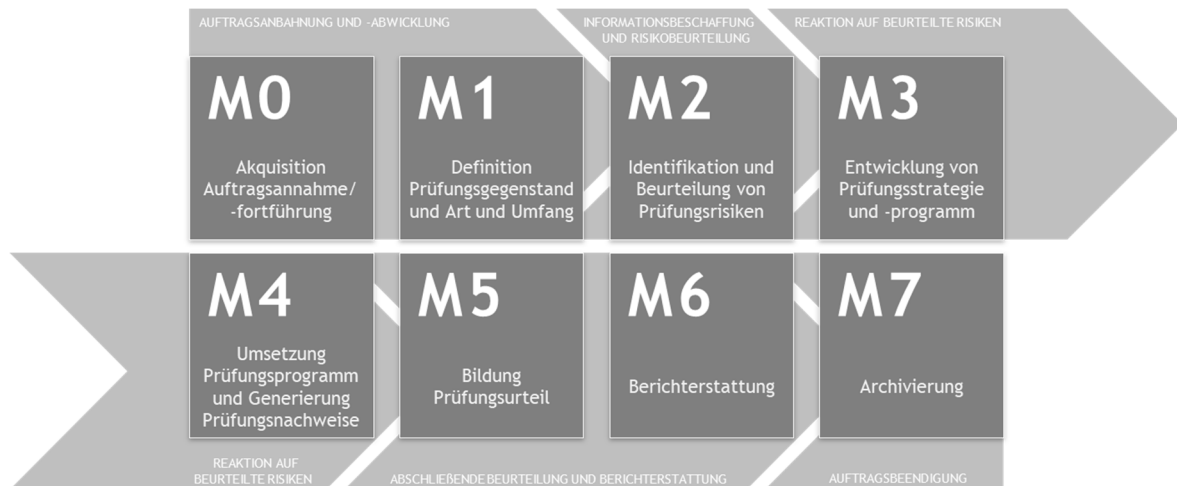 AUFTRAGSANBAHNUNG UND -ABWICKLUNG
INFORMATIONSBESCHAFFUNG
UND RISIKOBEURTEILUNG
REAKTION AUF BEURTEILTE RISIKEN
M0
Akquisition
Auftragsannahme/
-fortführung
M1
Definition
Prüfungsgegenstand
und Art und Umfang
M2
Identifikation und
Beurteilung von
Prüfungsrisiken
M3
Entwicklung von
Prüfungsstrategie
und -programm
M4
Umsetzung
Prüfungsprogramm
und Generierung
Prüfungsnachweise
M5
Bildung
Prüfungsurteil
M6
Berichterstattung
M7
Archivierung
REAKTION AUF
BEURTEILTE RISIKEN
ABSCHLIEßENDE BEURTEILUNG UND BERICHTERSTATTUNG
AUFTRAGSBEENDIGUNG